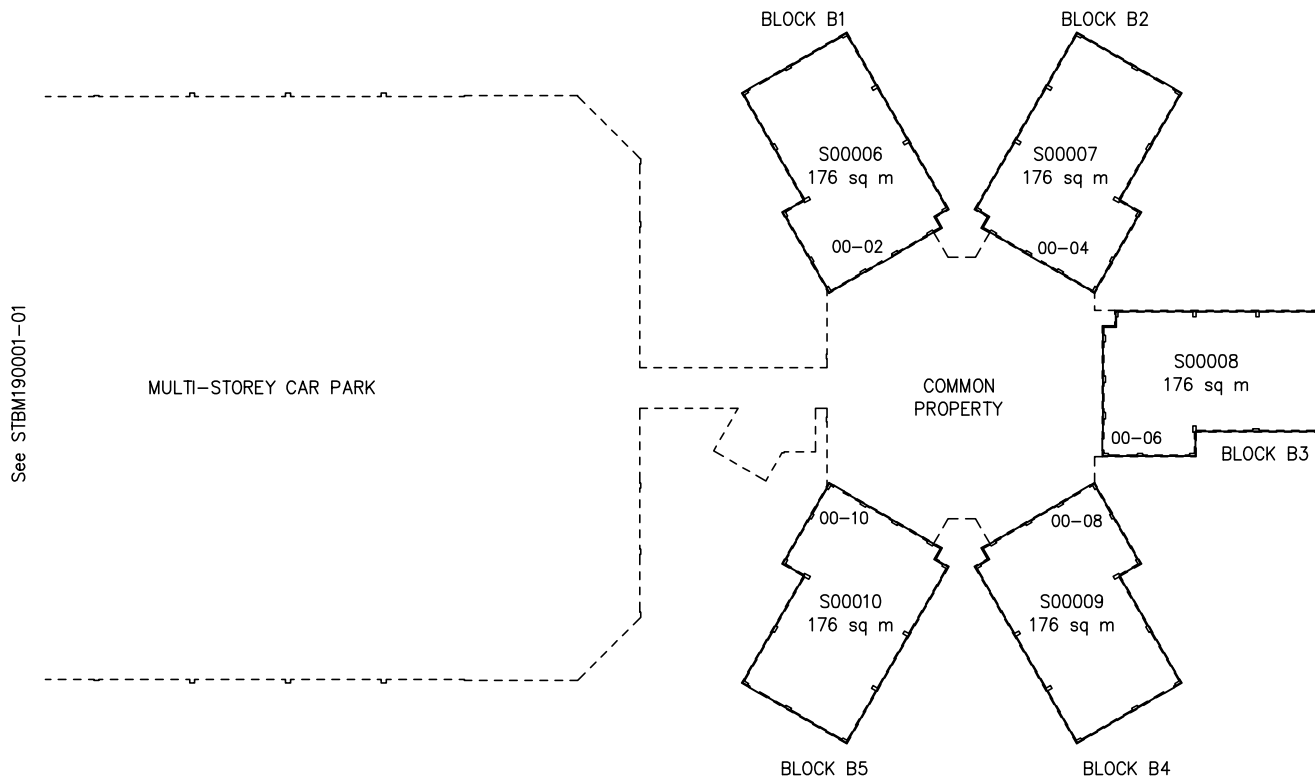 BLOCK B1
BLOCK B2
S00006
176 sq m
S00007
176 sq m
00-02
00-04
See STBM190001-01
MULTI-STOREY CAR PARK
COMMON
PROPERTY
S00008
176 sq m
00-06
BLOCK B3
00-10
00-08
S00010
176 sq m
S00009
176 sq m
BLOCK B5
BLOCK B4